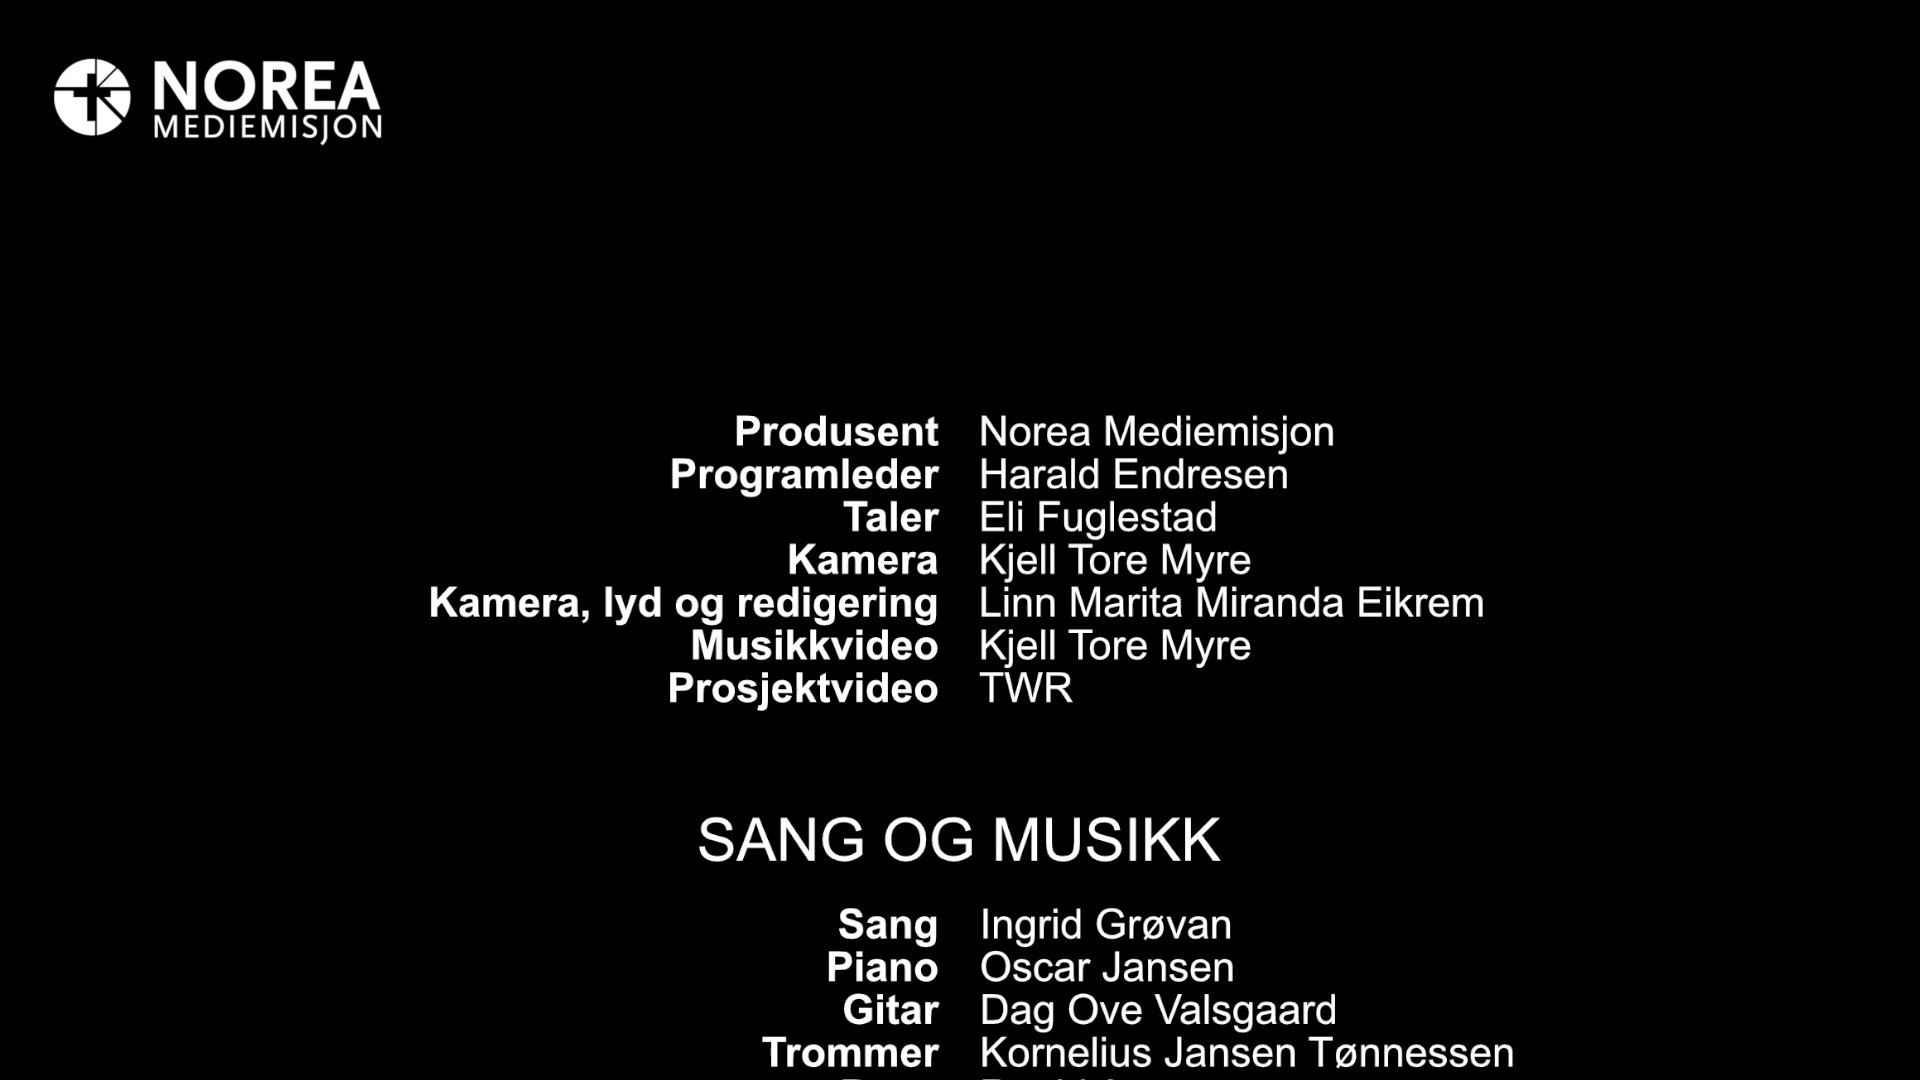 NOREA
MEDIEMISJON
Produsent Norea Mediemisjon
Programleder Harald Endresen
Taler Eli Fuglestad
Kamera Kjell Tore Myre
Kamera, lyd og redigering Linn Marita Miranda Eikrem
Musikkvideo Kjell Tore Myre
Prosjektvideo TWR
SANG OG MUSIKK
Sang Ingrid Grøvan
Piano Oscar Jansen
Gitar Dag Ove Valsgaard
Trommer Kornelius Jansen Tønnessen